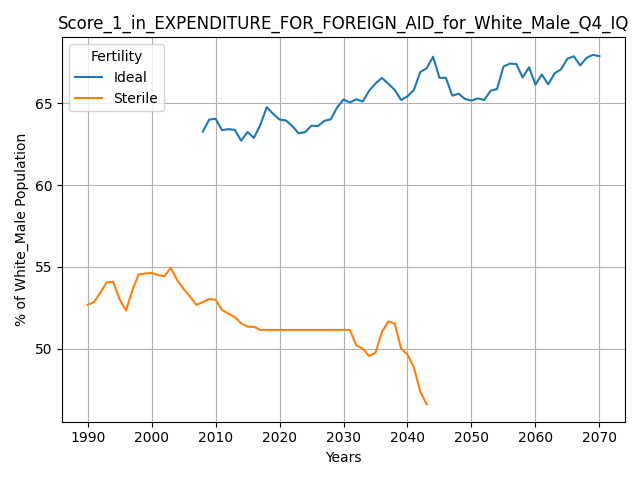 Score_1_in_EXPENDITURE_FOR_FOREIGN_AID_for_White_Male_Q4_IQ
Fertility
Ideal
Sterile
65
60
55
50
% of White_Male Population
1990 2000 2010 2020 2030 2040 2050 2060 2070
Years